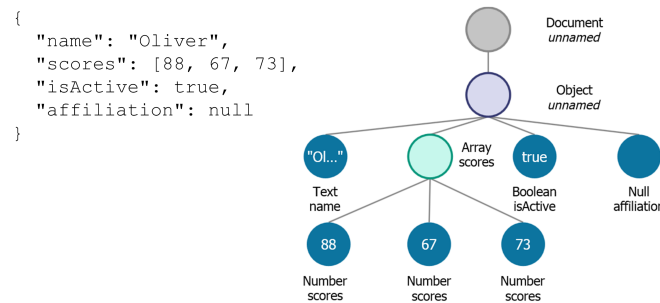 {
"name": "Oliver",
"scores": [88, 67, 73],
"isActive": true,
"affiliation": null
}
Document
unnamed
Object
unnamed
"Ol..."
Array
scores
true
Text
name
Boolean
isActive
Null
affiliation
88
67
73
Number
scores
Number
scores
Number
scores